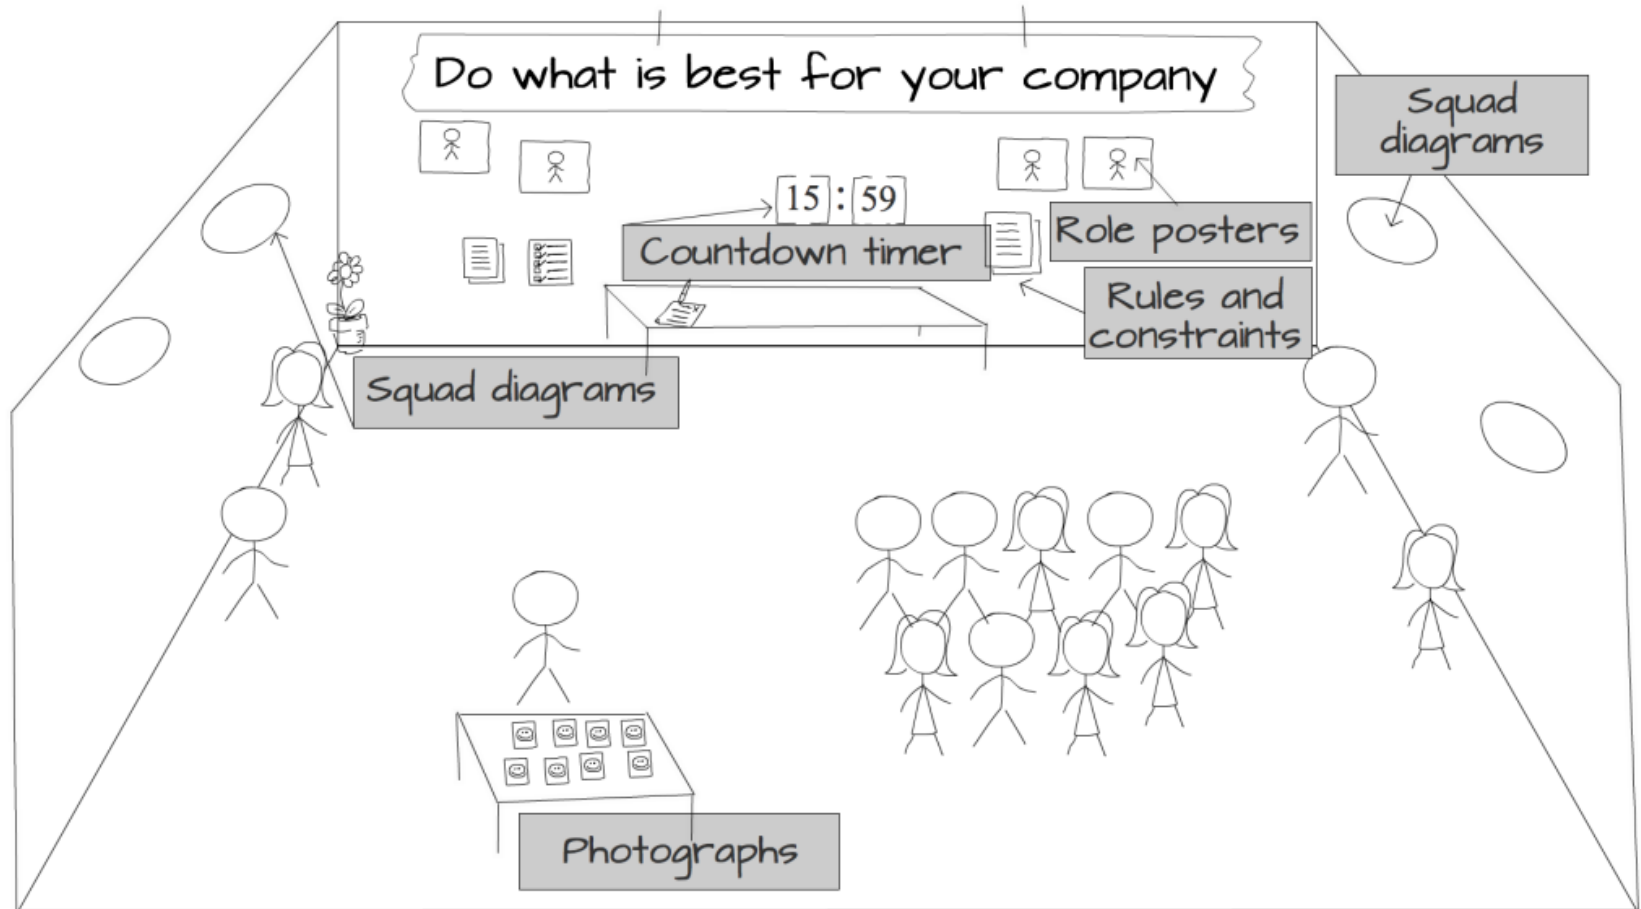 Do what is best for your company
Squad
diagrams
15 : 59
Role posters
Countdown timer
Rules and
constraints
Squad diagrams
Photographs